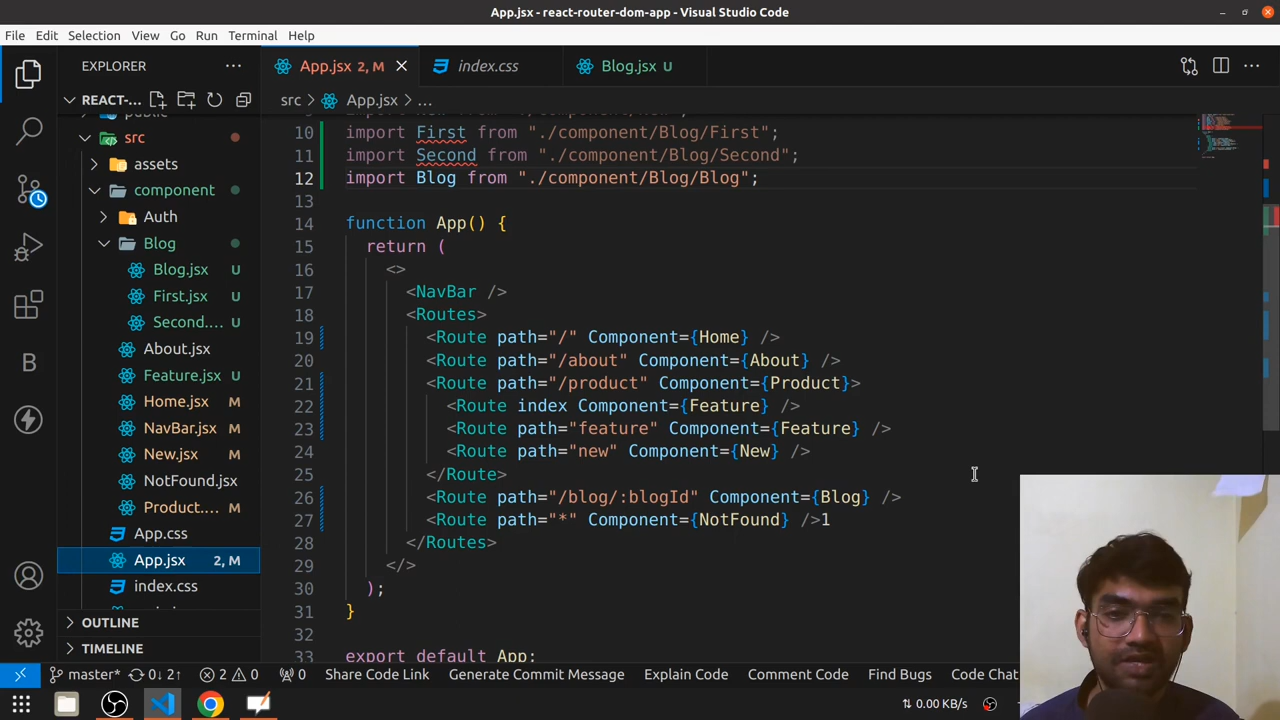 App.jsx - react-router-dom-app - Visual Studio Code
File Edit Selection View Go Run Terminal Help
EXPLORER
App.jsx 2, M
index.css
Blog.jsx U
REACT-...
src > App.jsx > ...
public
src
assets
component
Auth
Blog
Blog.jsx U
First.jsx U
Second.... U
About.jsx
Feature.jsx U
Home.jsx M
NavBar.jsx M
New.jsx M
NotFound.jsx
Product.... M
App.css
App.jsx 2, M
index.css
OUTLINE
TIMELINE
10 import First from "./component/Blog/First";
11 import Second from "./component/Blog/Second";
12 import Blog from "./component/Blog/Blog";
13
14 function App() {
15 return (
16 <>
17 <NavBar />
18 <Routes>
19 <Route path="/" Component={Home} />
20 <Route path="/about" Component={About} />
21 <Route path="/product" Component={Product}>
22 <Route index Component={Feature} />
23 <Route path="feature" Component={Feature} />
24 <Route path="new" Component={New} />
25 </Route>
26 <Route path="/blog/:blogId" Component={Blog} />
27 <Route path="*" Component={NotFound} />1
28 </Routes>
29 </>
30 );
31 }
32
33 export default App;
master* 0↓ 2↑ 2 0 0 Share Code Link Generate Commit Message Explain Code Comment Code Find Bugs Code Chat
0.00 KB/s